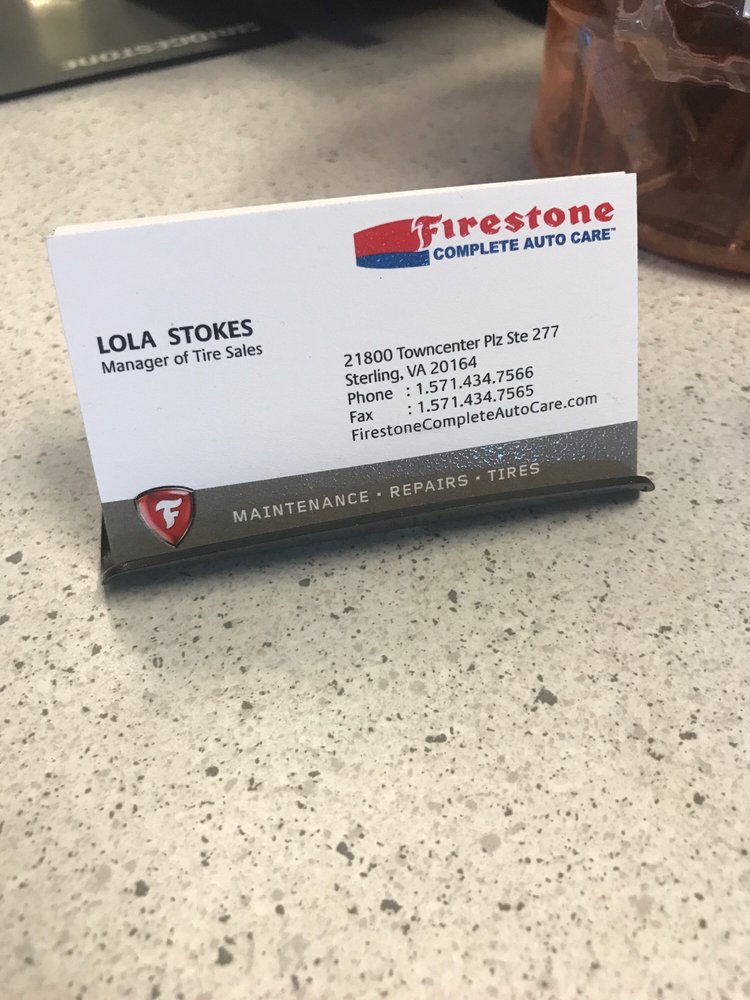 BRIDGESTONE
Firestone
COMPLETE AUTO CARE™
LOLA STOKES
Manager of Tire Sales
21800 Towncenter Plz Ste 277
Sterling, VA 20164
Phone : 1.571.434.7566
Fax : 1.571.434.7565
FirestoneCompleteAutoCare.com
F
MAINTENANCE · REPAIRS · TIRES